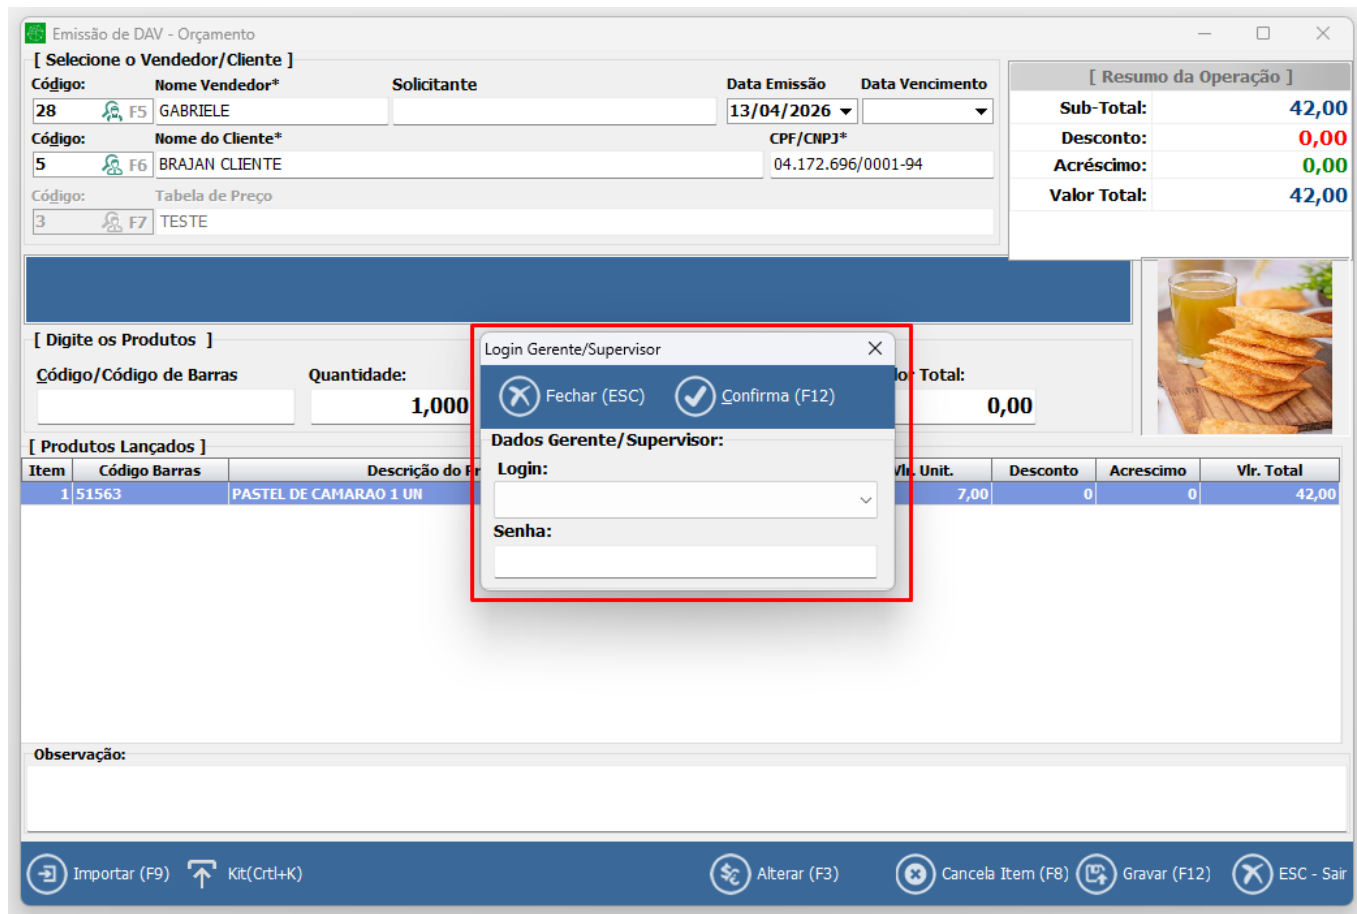 Emissão de DAV - Orçamento
[ Selecione o Vendedor/Cliente ]
Código: Nome Vendedor* Solicitante Data Emissão Data Vencimento
28 F5 GABRIELE 13/04/2026
Código: Nome do Cliente* CPF/CNPJ*
5 F6 BRAJAN CLIENTE 04.172.696/0001-94
Código: Tabela de Preço
3 F7 TESTE
[ Resumo da Operação ]
Sub-Total: 42,00
Desconto: 0,00
Acréscimo: 0,00
Valor Total: 42,00
[ Digite os Produtos ]
Código/Código de Barras Quantidade: lor Total:
1,000 0,00
Login Gerente/Supervisor
Fechar (ESC) Confirma (F12)
Dados Gerente/Supervisor:
Login:
Senha:
[ Produtos Lançados ]
Item Código Barras Descrição do Pr Vlr. Unit. Desconto Acrescimo Vlr. Total
1 51563 PASTEL DE CAMARAO 1 UN 7,00 0 0 42,00
Observação:
Importar (F9) Kit(Crtl+K) Alterar (F3) Cancela Item (F8) Gravar (F12) ESC - Sair